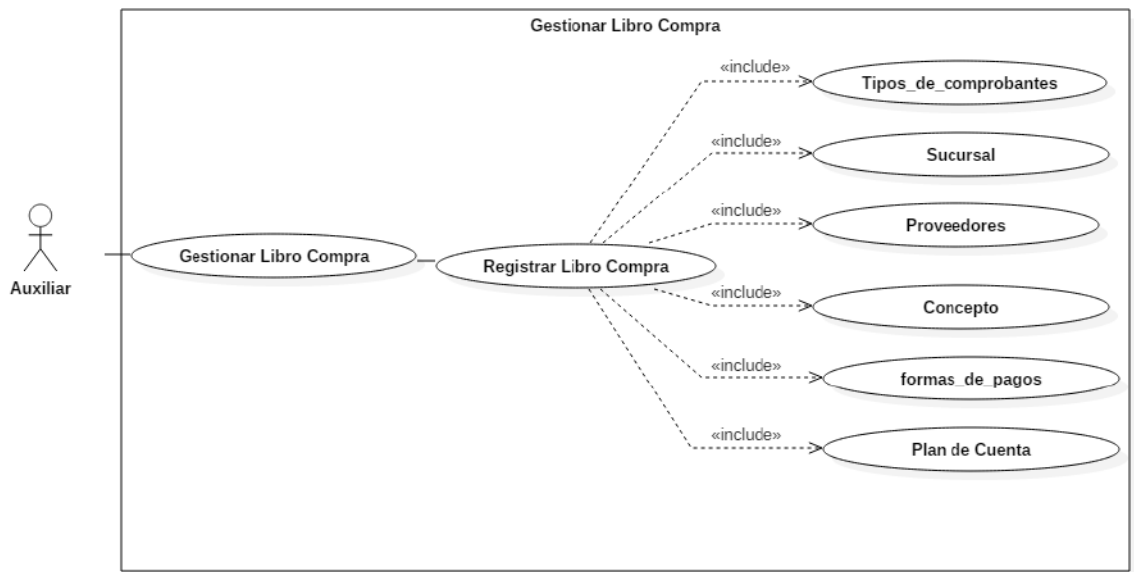 Gestionar Libro Compra
«include»
Tipos_de_comprobantes
«include»
Sucursal
«include»
Proveedores
Gestionar Libro Compra
Registrar Libro Compra
Auxiliar
«include»
Concepto
«include»
formas_de_pagos
«include»
Plan de Cuenta